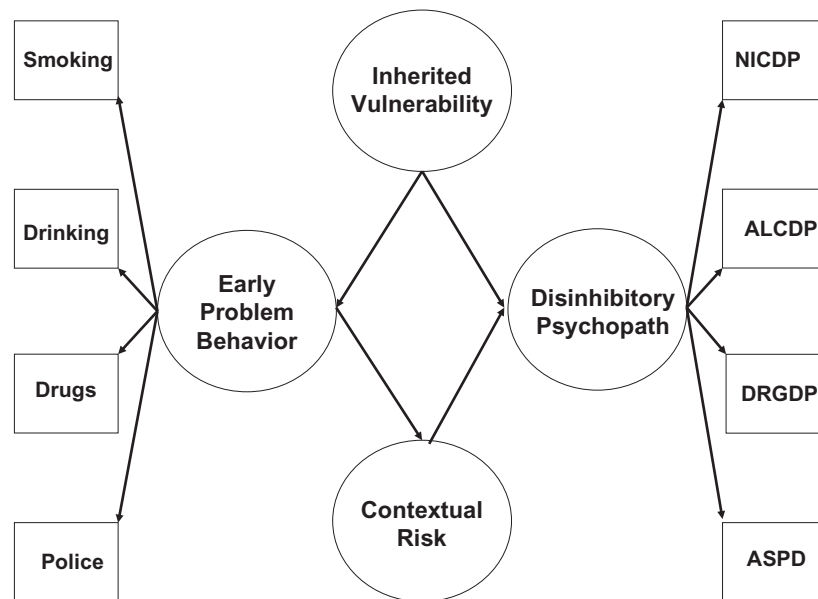 Smoking
Inherited
Vulnerability
NICDP
Drinking
ALCDP
Early
Problem
Behavior
Disinhibitory
Psychopath
Drugs
DRGDP
Contextual
Risk
Police
ASPD